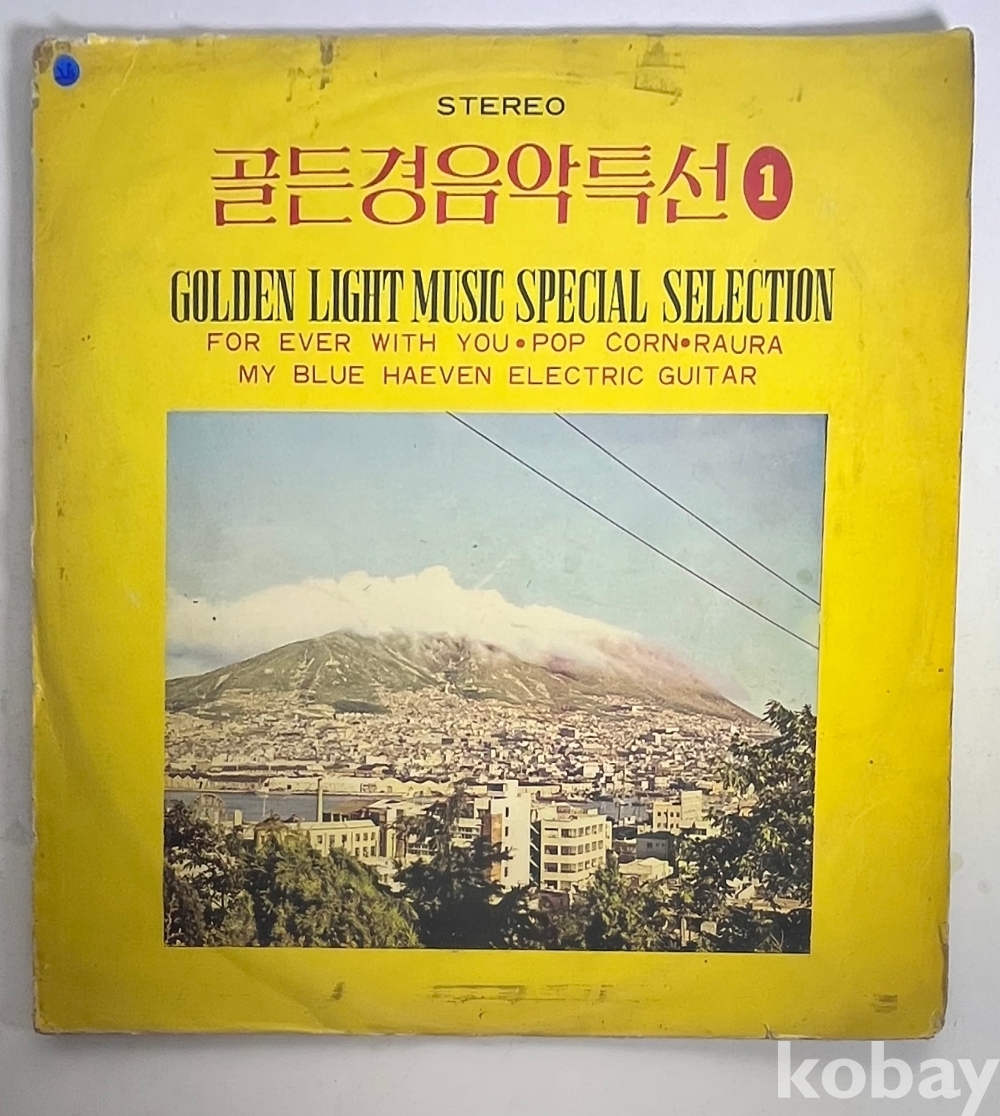 STEREO
골든경음악특선 1
GOLDEN LIGHT MUSIC SPECIAL SELECTION
FOR EVER WITH YOU • POP CORN • RAURA
MY BLUE HAEVEN ELECTRIC GUITAR
kobay